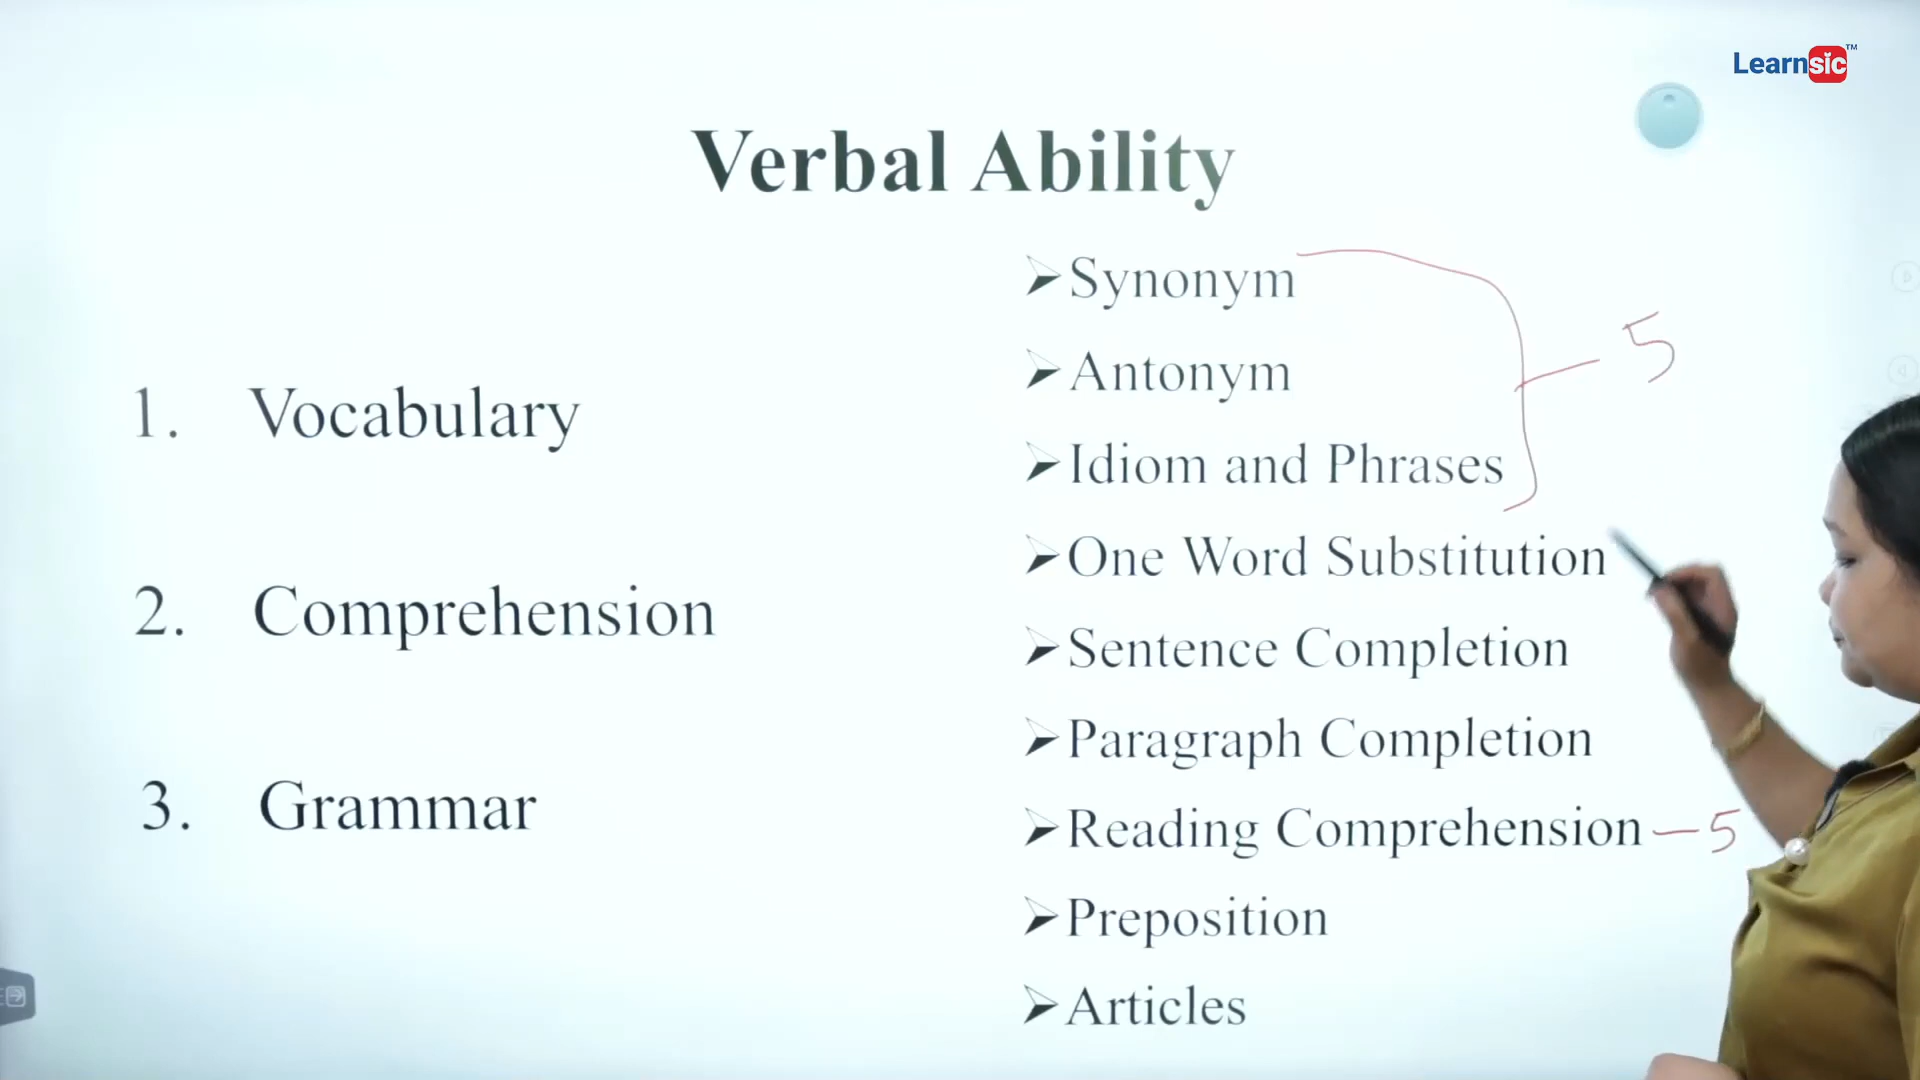 Learnsic™
Verbal Ability
1. Vocabulary
2. Comprehension
3. Grammar
➢Synonym
➢Antonym
➢Idiom and Phrases
5
➢One Word Substitution
➢Sentence Completion
➢Paragraph Completion
➢Reading Comprehension — 5
➢Preposition
➢Articles